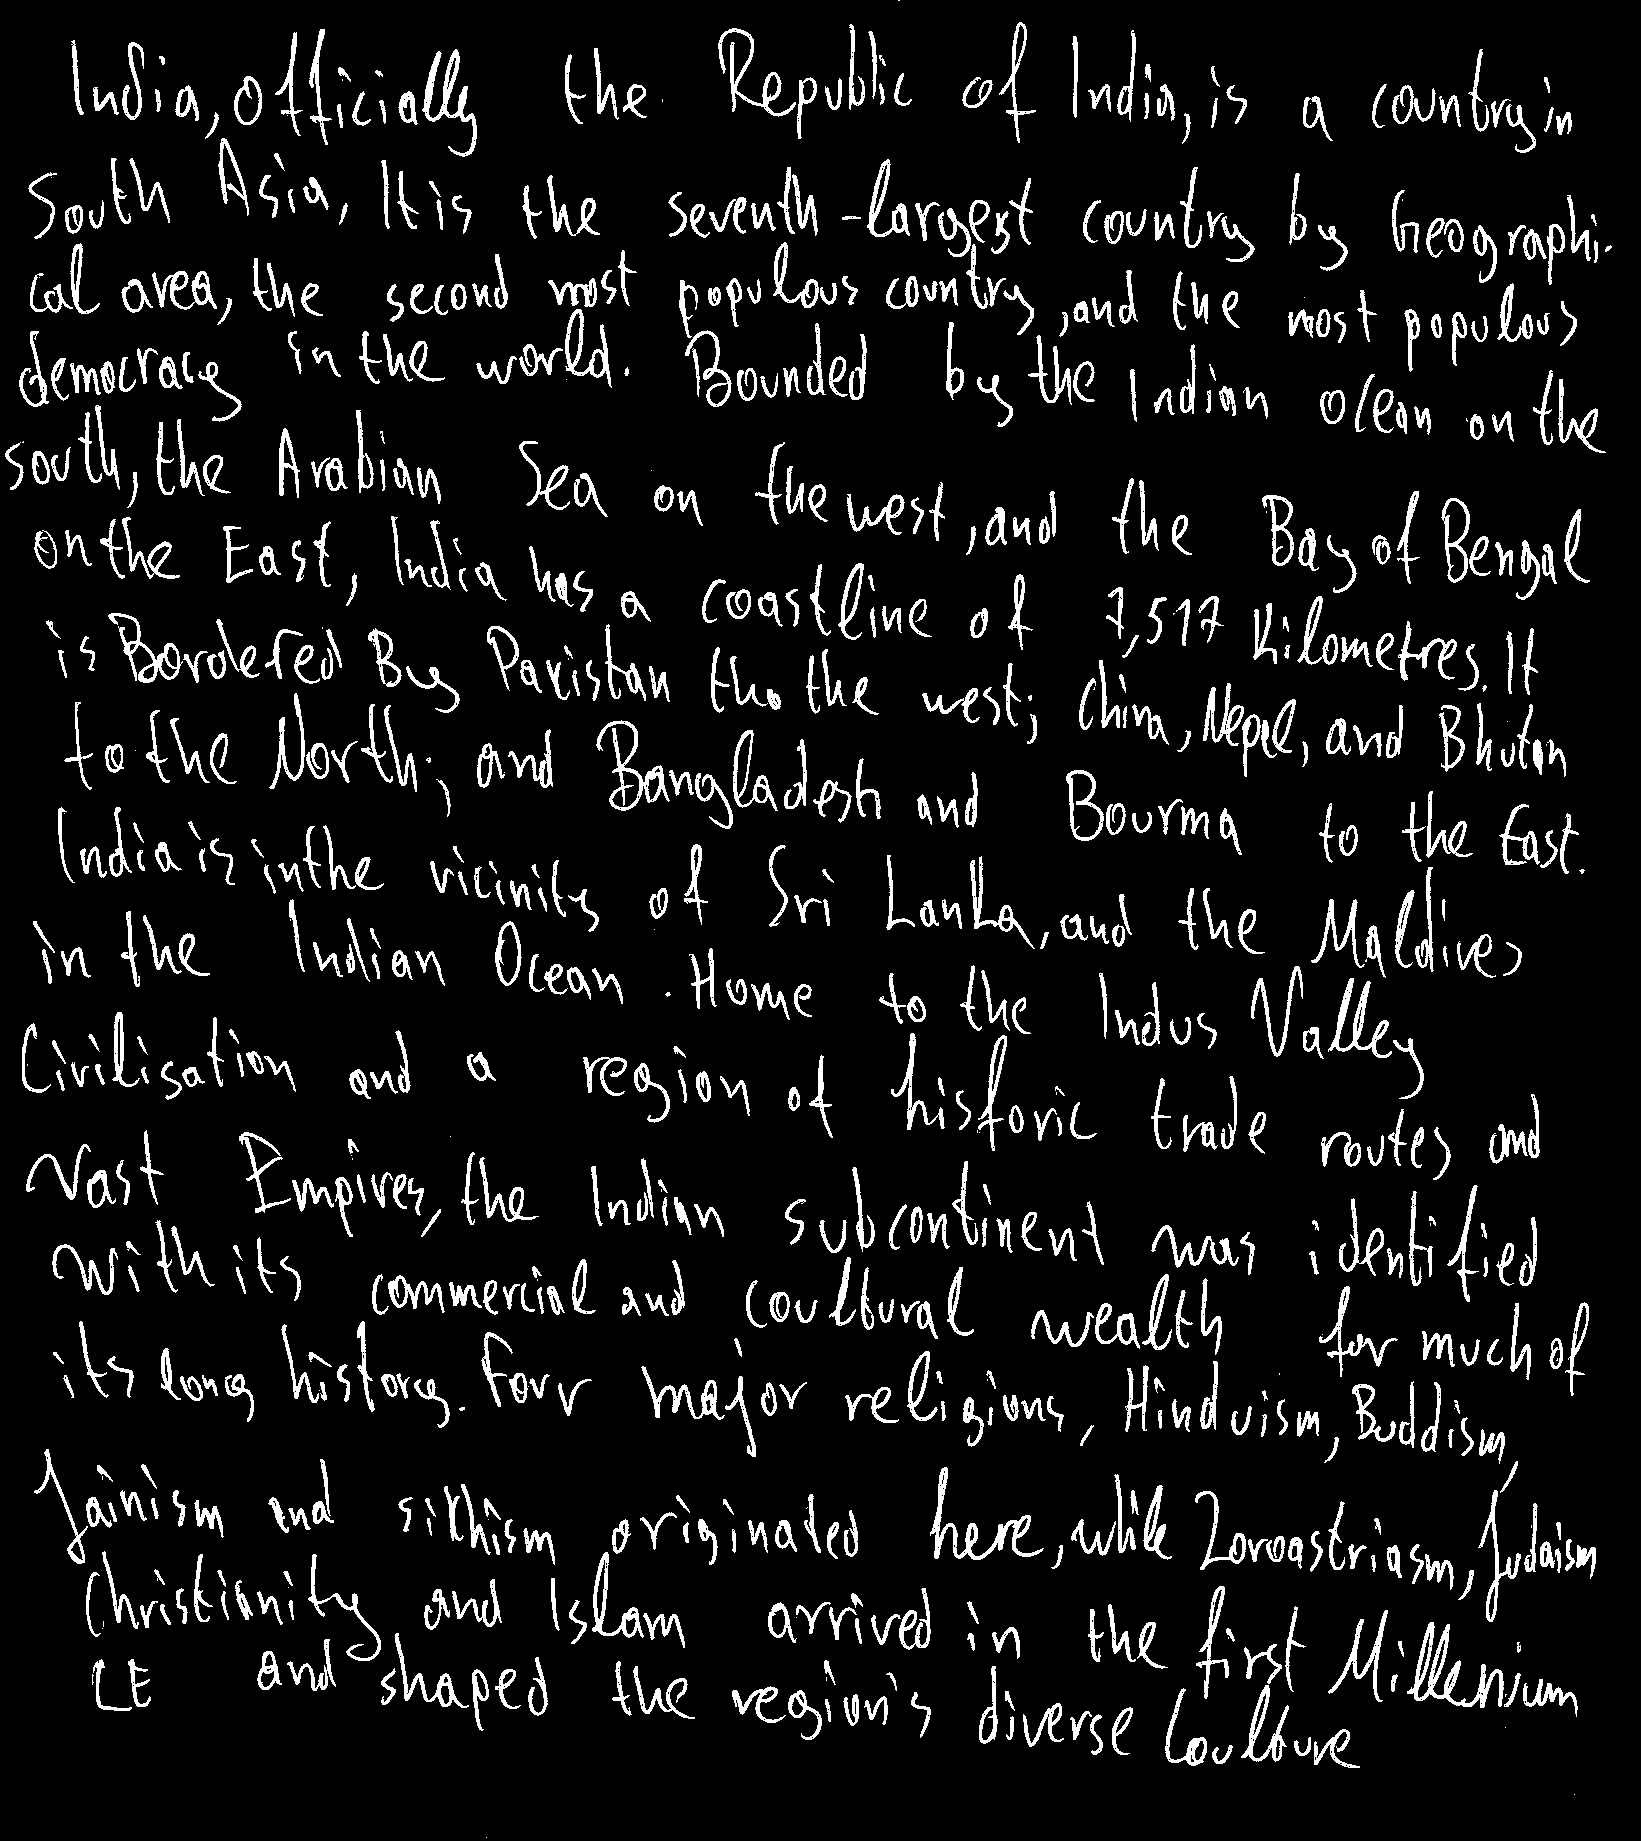 India, officially the Republic of India, is a country in
South Asia, It is the seventh-largest country by Geographi-
cal area, the second most populous country, and the most populous
democracy in the world. Bounded by the Indian ocean on the
south, the Arabian Sea on the west, and the Bay of Bengal
on the East, India has a coastline of 7,517 Kilometres. It
is Bordered By Pakistan tho the west; China, Nepal, and Bhutan
to the North; and Bangladesh and Bourma to the East.
India is in the vicinity of Sri Lanka, and the Maldives
in the Indian Ocean. Home to the Indus Valley
Civilisation and a region of historic trade routes and
Vast Empires, the Indian subcontinent was identified
with its commercial and coultural wealth for much of
its long history. Four major religions, Hinduism, Buddism,
Jainism and sikhism originated here, while Zoroastriasm, Judaism
Christianity and Islam arrived in the first Millenium
CE and shaped the region's diverse Coulture